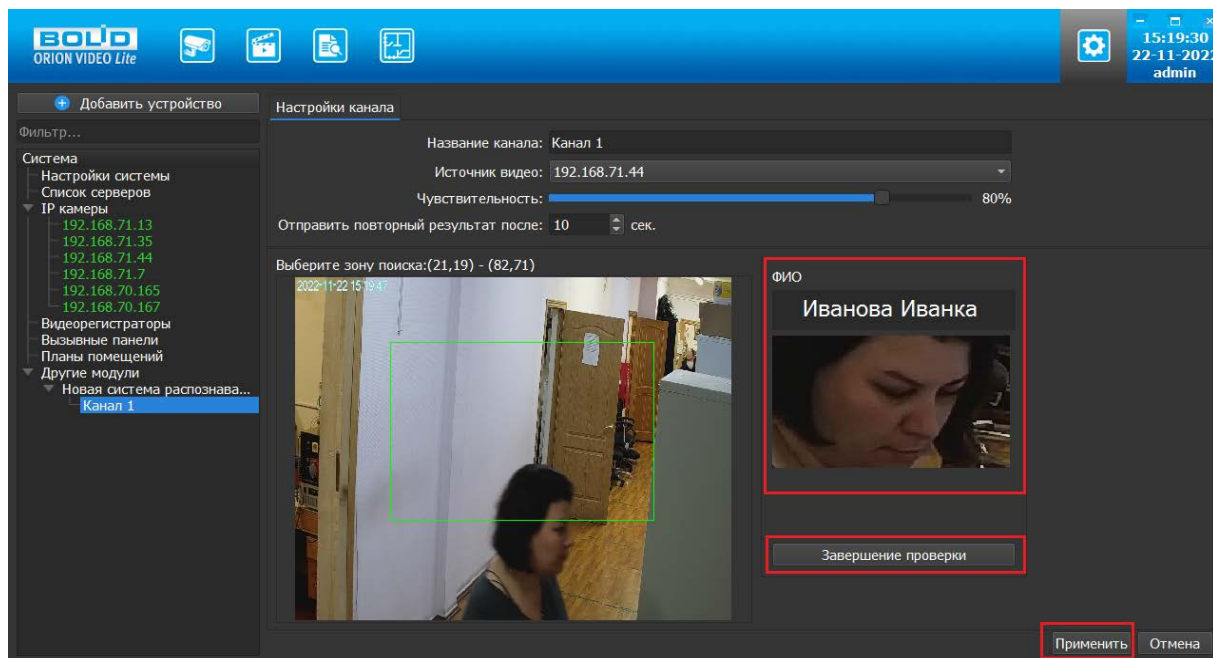 BOLID
ORION VIDEO Lite
15:19:30
22-11-202
admin
Добавить устройство
Фильтр...
Система
Настройки системы
Список серверов
IP камеры
192.168.71.13
192.168.71.35
192.168.71.44
192.168.71.7
192.168.70.165
192.168.70.167
Видеорегистраторы
Вызывные панели
Планы помещений
Другие модули
Новая система распознава...
Канал 1
Настройки канала
Название канала: Канал 1
Источник видео: 192.168.71.44
Чувствительность: 80%
Отправить повторный результат после: 10 сек.
Выберите зону поиска:(21,19) - (82,71)
2022-11-22 15:19:47
ФИО
Иванова Иванка
Завершение проверки
Применить Отмена